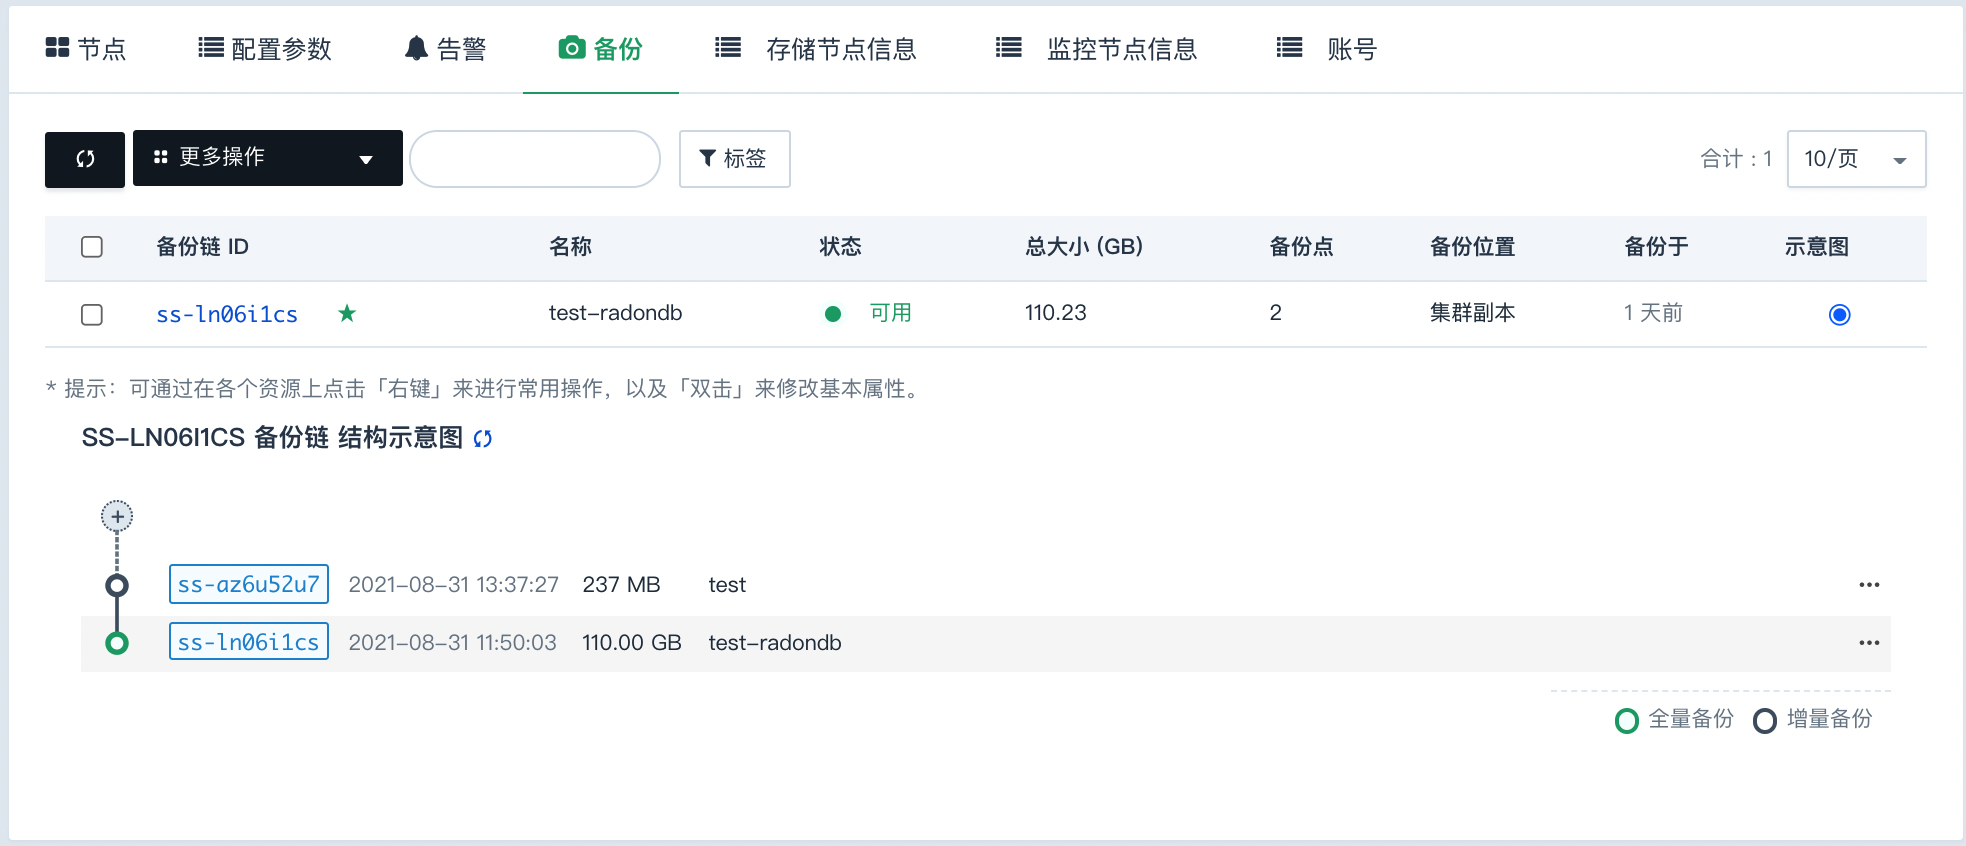 节点 配置参数 告警 备份 存储节点信息 监控节点信息 账号
更多操作 标签 合计 : 1 10/页
备份链 ID 名称 状态 总大小 (GB) 备份点 备份位置 备份于 示意图
ss-ln06i1cs test-radondb 可用 110.23 2 集群副本 1 天前
* 提示：可通过在各个资源上点击「右键」来进行常用操作，以及「双击」来修改基本属性。
SS-LN06I1CS 备份链 结构示意图
ss-az6u52u7 2021-08-31 13:37:27 237 MB test
ss-ln06i1cs 2021-08-31 11:50:03 110.00 GB test-radondb
全量备份 增量备份